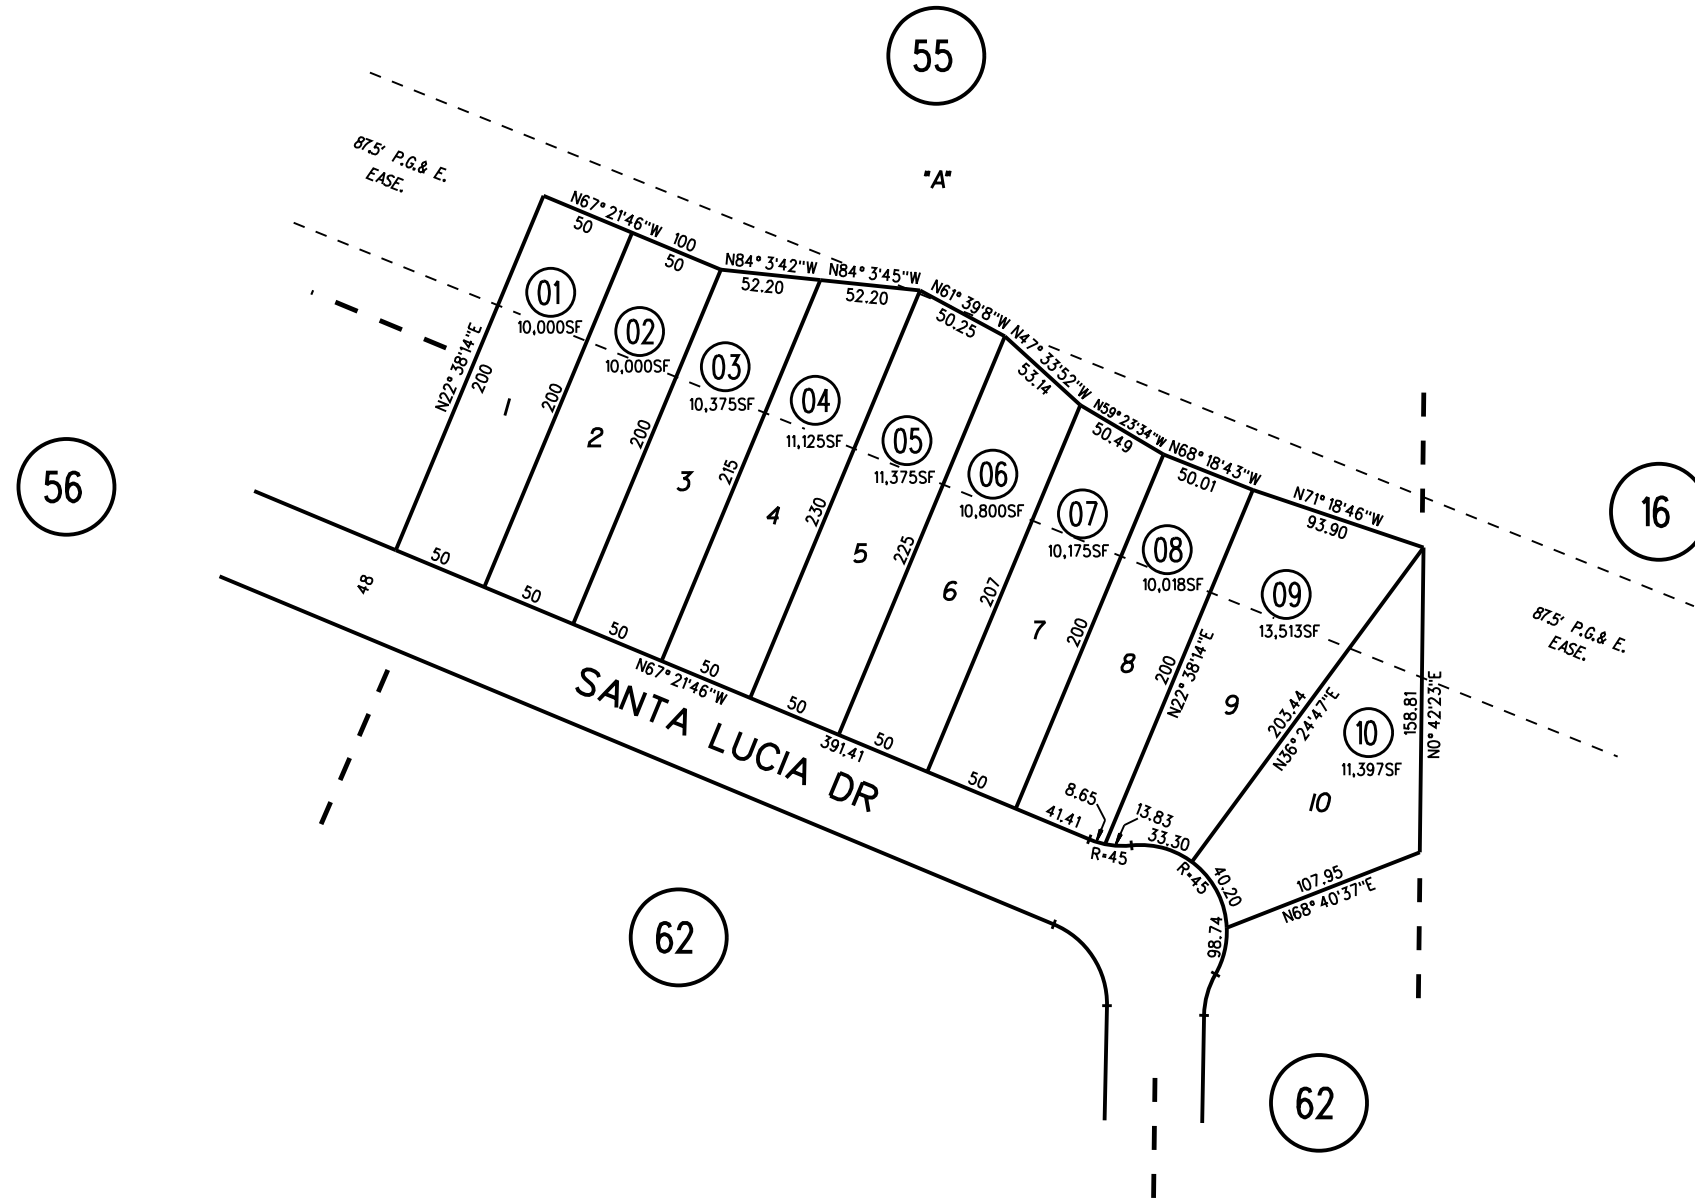 55
"A"
87.5' P.G.& E.
EASE.
N67° 21'46"W
50
100
50
N84° 3'42"W
52.20
N84° 3'45"W
52.20
N61° 39'8"W
50.25
N47° 33'52"W
53.14
N59° 23'34"W
50.49
N68° 18'43"W
50.01
N71° 18'46"W
93.90
01
10,000SF
02
10,000SF
03
10,375SF
04
11,125SF
05
11,375SF
06
10,800SF
07
10,175SF
08
10,018SF
09
13,513SF
10
11,397SF
N22° 38'14"E
200
1
200
2
200
3
215
4
230
5
225
6
207
7
200
8
200
N22° 38'14"E
9
203.44
N36° 24'47"E
10
158.81
N0° 42'23"E
56
16
87.5' P.G.& E.
EASE.
48
50
50
50
50
50
50
50
N67° 21'46"W
391.41
SANTA LUCIA DR
41.41
8.65
13.83
33.30
R=45
R=45
40.20
98.74
107.95
N68° 40'37"E
62
62